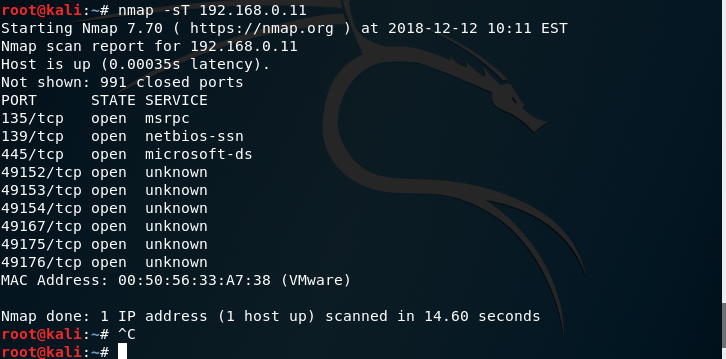 root@kali:~# nmap -sT 192.168.0.11
Starting Nmap 7.70 ( https://nmap.org ) at 2018-12-12 10:11 EST
Nmap scan report for 192.168.0.11
Host is up (0.00035s latency).
Not shown: 991 closed ports
PORT      STATE SERVICE
135/tcp   open  msrpc
139/tcp   open  netbios-ssn
445/tcp   open  microsoft-ds
49152/tcp open  unknown
49153/tcp open  unknown
49154/tcp open  unknown
49167/tcp open  unknown
49175/tcp open  unknown
49176/tcp open  unknown
MAC Address: 00:50:56:33:A7:38 (VMware)
Nmap done: 1 IP address (1 host up) scanned in 14.60 seconds
root@kali:~# ^C
root@kali:~#